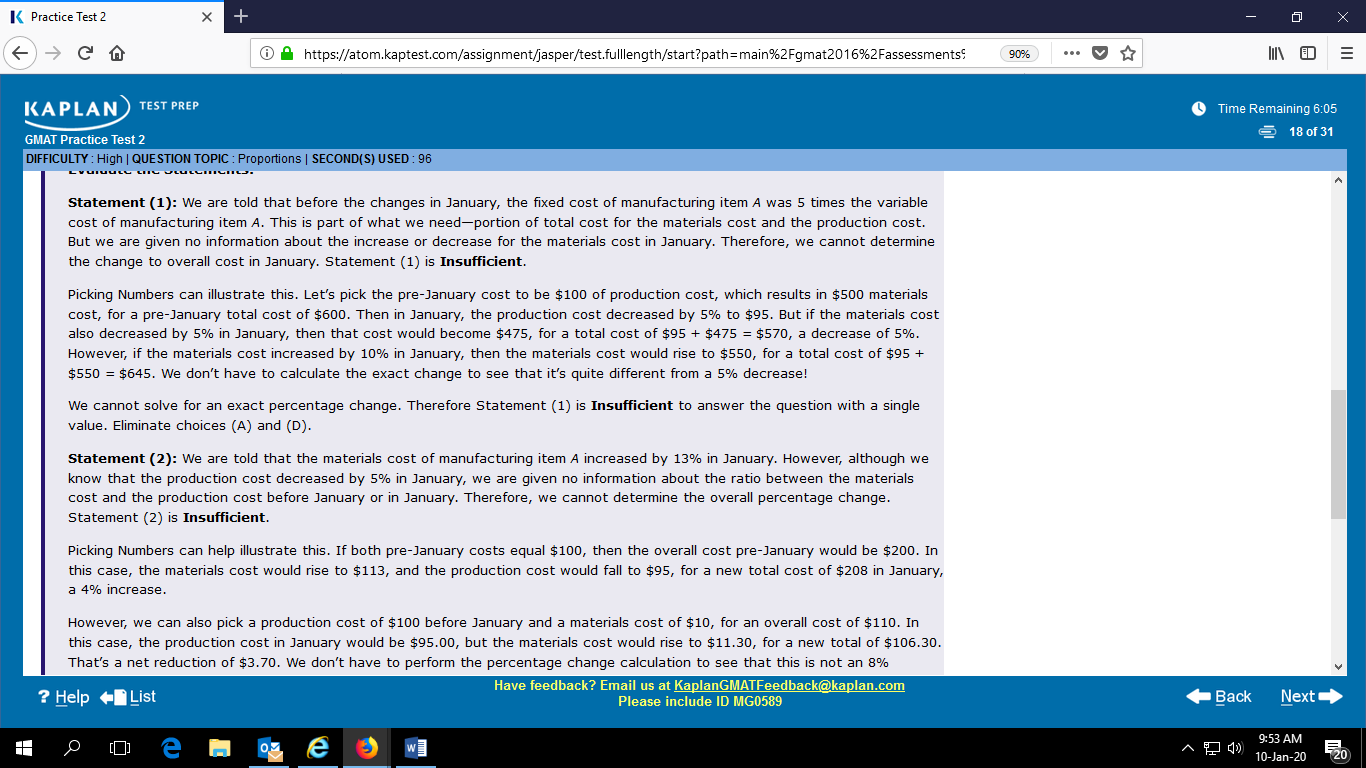 Practice Test 2
https://atom.kaptest.com/assignment/jasper/test.fulllength/start?path=main%2Fgmat2016%2Fassessments%
90%
KAPLAN TEST PREP
Time Remaining 6:05
GMAT Practice Test 2
18 of 31
DIFFICULTY : High | QUESTION TOPIC : Proportions | SECOND(S) USED : 96
Evaluate the Statements.
Statement (1): We are told that before the changes in January, the fixed cost of manufacturing item A was 5 times the variable
cost of manufacturing item A. This is part of what we need—portion of total cost for the materials cost and the production cost.
But we are given no information about the increase or decrease for the materials cost in January. Therefore, we cannot determine
the change to overall cost in January. Statement (1) is Insufficient.
Picking Numbers can illustrate this. Let's pick the pre-January cost to be $100 of production cost, which results in $500 materials
cost, for a pre-January total cost of $600. Then in January, the production cost decreased by 5% to $95. But if the materials cost
also decreased by 5% in January, then that cost would become $475, for a total cost of $95 + $475 = $570, a decrease of 5%.
However, if the materials cost increased by 10% in January, then the materials cost would rise to $550, for a total cost of $95 +
$550 = $645. We don't have to calculate the exact change to see that it's quite different from a 5% decrease!
We cannot solve for an exact percentage change. Therefore Statement (1) is Insufficient to answer the question with a single
value. Eliminate choices (A) and (D).
Statement (2): We are told that the materials cost of manufacturing item A increased by 13% in January. However, although we
know that the production cost decreased by 5% in January, we are given no information about the ratio between the materials
cost and the production cost before January or in January. Therefore, we cannot determine the overall percentage change.
Statement (2) is Insufficient.
Picking Numbers can help illustrate this. If both pre-January costs equal $100, then the overall cost pre-January would be $200. In
this case, the materials cost would rise to $113, and the production cost would fall to $95, for a new total cost of $208 in January,
a 4% increase.
However, we can also pick a production cost of $100 before January and a materials cost of $10, for an overall cost of $110. In
this case, the production cost in January would be $95.00, but the materials cost would rise to $11.30, for a new total of $106.30.
That's a net reduction of $3.70. We don't have to perform the percentage change calculation to see that this is not an 8%
? Help List
Have feedback? Email us at KaplanGMATFeedback@kaplan.com
Please include ID MG0589
Back Next
9:53 AM
10-Jan-20
20